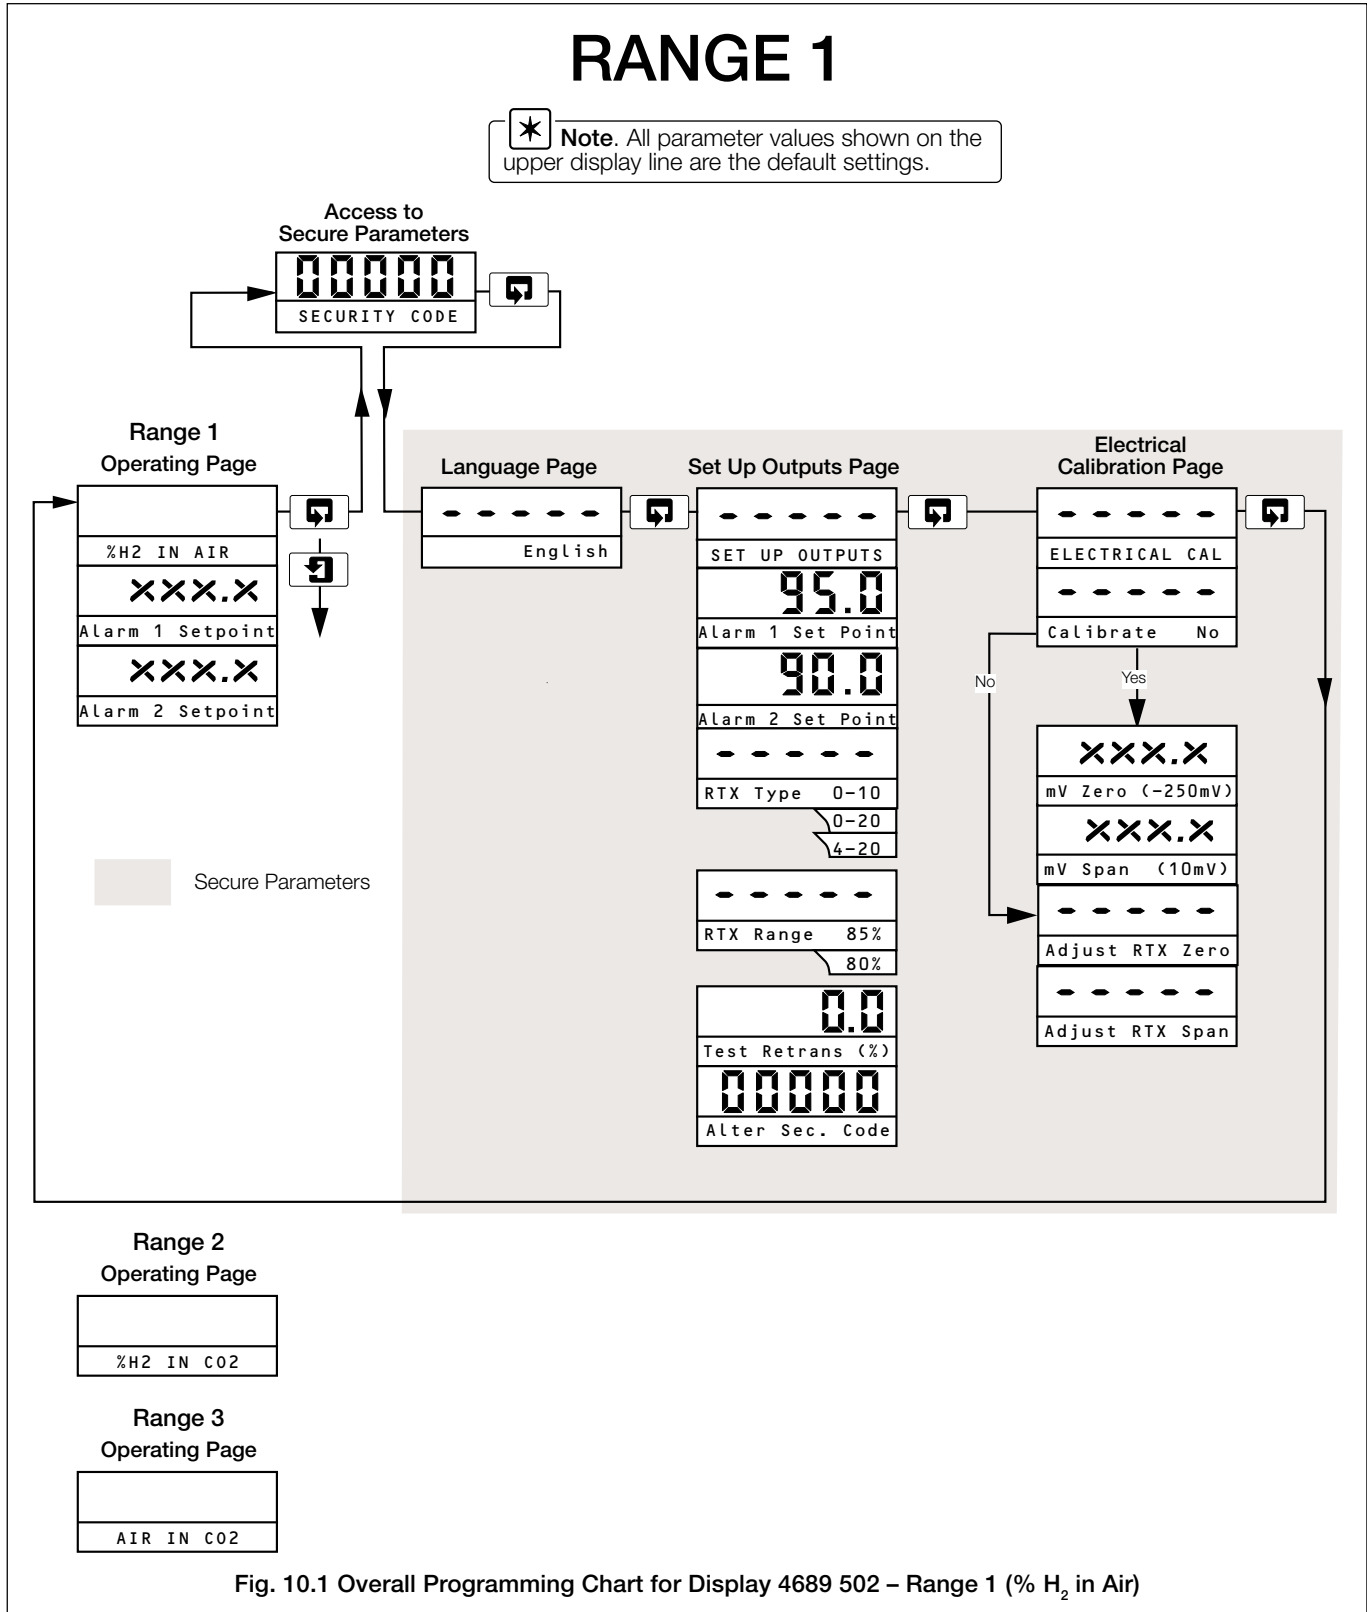 RANGE 1
Note. All parameter values shown on the
upper display line are the default settings.
Access to
Secure Parameters
00000
SECURITY CODE
Range 1
Operating Page
%H2 IN AIR
XXX.X
Alarm 1 Setpoint
XXX.X
Alarm 2 Setpoint
Secure Parameters
Language Page
- - - - -
English
Set Up Outputs Page
- - - - -
SET UP OUTPUTS
95.0
Alarm 1 Set Point
90.0
Alarm 2 Set Point
- - - - -
RTX Type 0-10
0-20
4-20
- - - - -
RTX Range 85%
80%
0.0
Test Retrans (%)
00000
Alter Sec. Code
Electrical
Calibration Page
- - - - -
ELECTRICAL CAL
- - - - -
Calibrate No
No
Yes
XXX.X
mV Zero (-250mV)
XXX.X
mV Span (10mV)
- - - - -
Adjust RTX Zero
- - - - -
Adjust RTX Span
Range 2
Operating Page
%H2 IN CO2
Range 3
Operating Page
AIR IN CO2
Fig. 10.1 Overall Programming Chart for Display 4689 502 – Range 1 (% H₂ in Air)